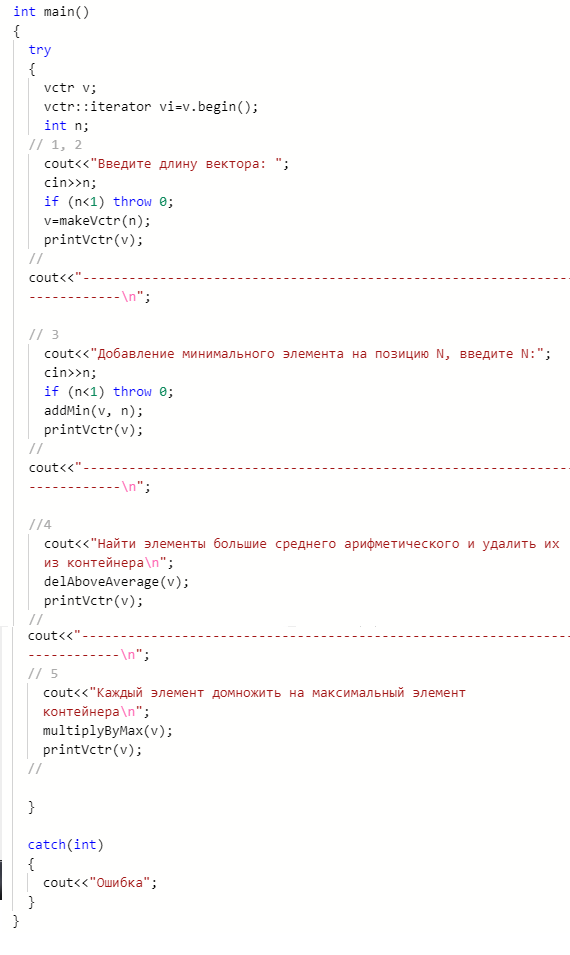 int main()
{
try
{
vctr v;
vctr::iterator vi=v.begin();
int n;
// 1, 2
cout<<"Введите длину вектора: ";
cin>>n;
if (n<1) throw 0;
v=makeVctr(n);
printVctr(v);
//
cout<<"----------------------------------------------------------------
------------\n";
// 3
cout<<"Добавление минимального элемента на позицию N, введите N:";
cin>>n;
if (n<1) throw 0;
addMin(v, n);
printVctr(v);
//
cout<<"----------------------------------------------------------------
------------\n";
//4
cout<<"Найти элементы большие среднего арифметического и удалить их
из контейнера\n";
delAboveAverage(v);
printVctr(v);
//
cout<<"----------------------------------------------------------------
------------\n";
// 5
cout<<"Каждый элемент домножить на максимальный элемент
контейнера\n";
multiplyByMax(v);
printVctr(v);
//
}
catch(int)
{
cout<<"Ошибка";
}
}